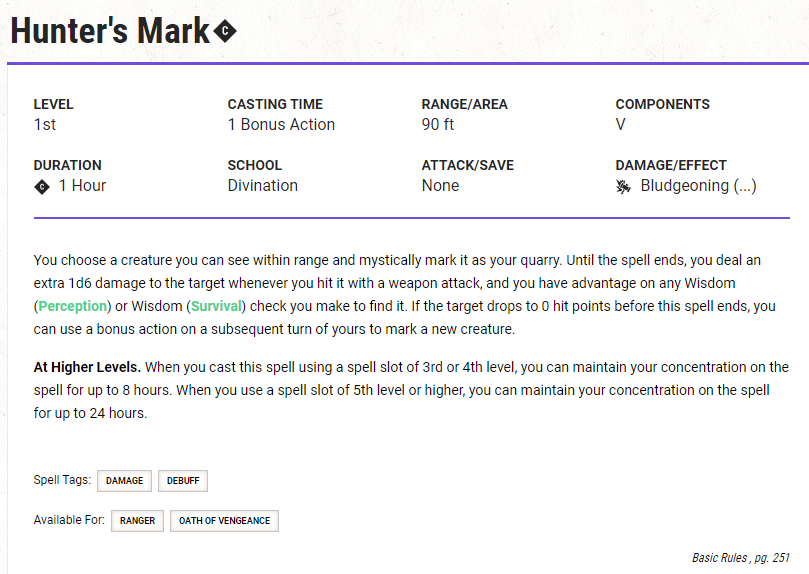 Hunter's Mark C
LEVEL CASTING TIME RANGE/AREA COMPONENTS
1st 1 Bonus Action 90 ft V
DURATION SCHOOL ATTACK/SAVE DAMAGE/EFFECT
C 1 Hour Divination None Bludgeoning (...)
You choose a creature you can see within range and mystically mark it as your quarry. Until the spell ends, you deal an
extra 1d6 damage to the target whenever you hit it with a weapon attack, and you have advantage on any Wisdom
(Perception) or Wisdom (Survival) check you make to find it. If the target drops to 0 hit points before this spell ends, you
can use a bonus action on a subsequent turn of yours to mark a new creature.
At Higher Levels. When you cast this spell using a spell slot of 3rd or 4th level, you can maintain your concentration on the
spell for up to 8 hours. When you use a spell slot of 5th level or higher, you can maintain your concentration on the spell
for up to 24 hours.
Spell Tags: DAMAGE DEBUFF
Available For: RANGER OATH OF VENGEANCE
Basic Rules , pg. 251